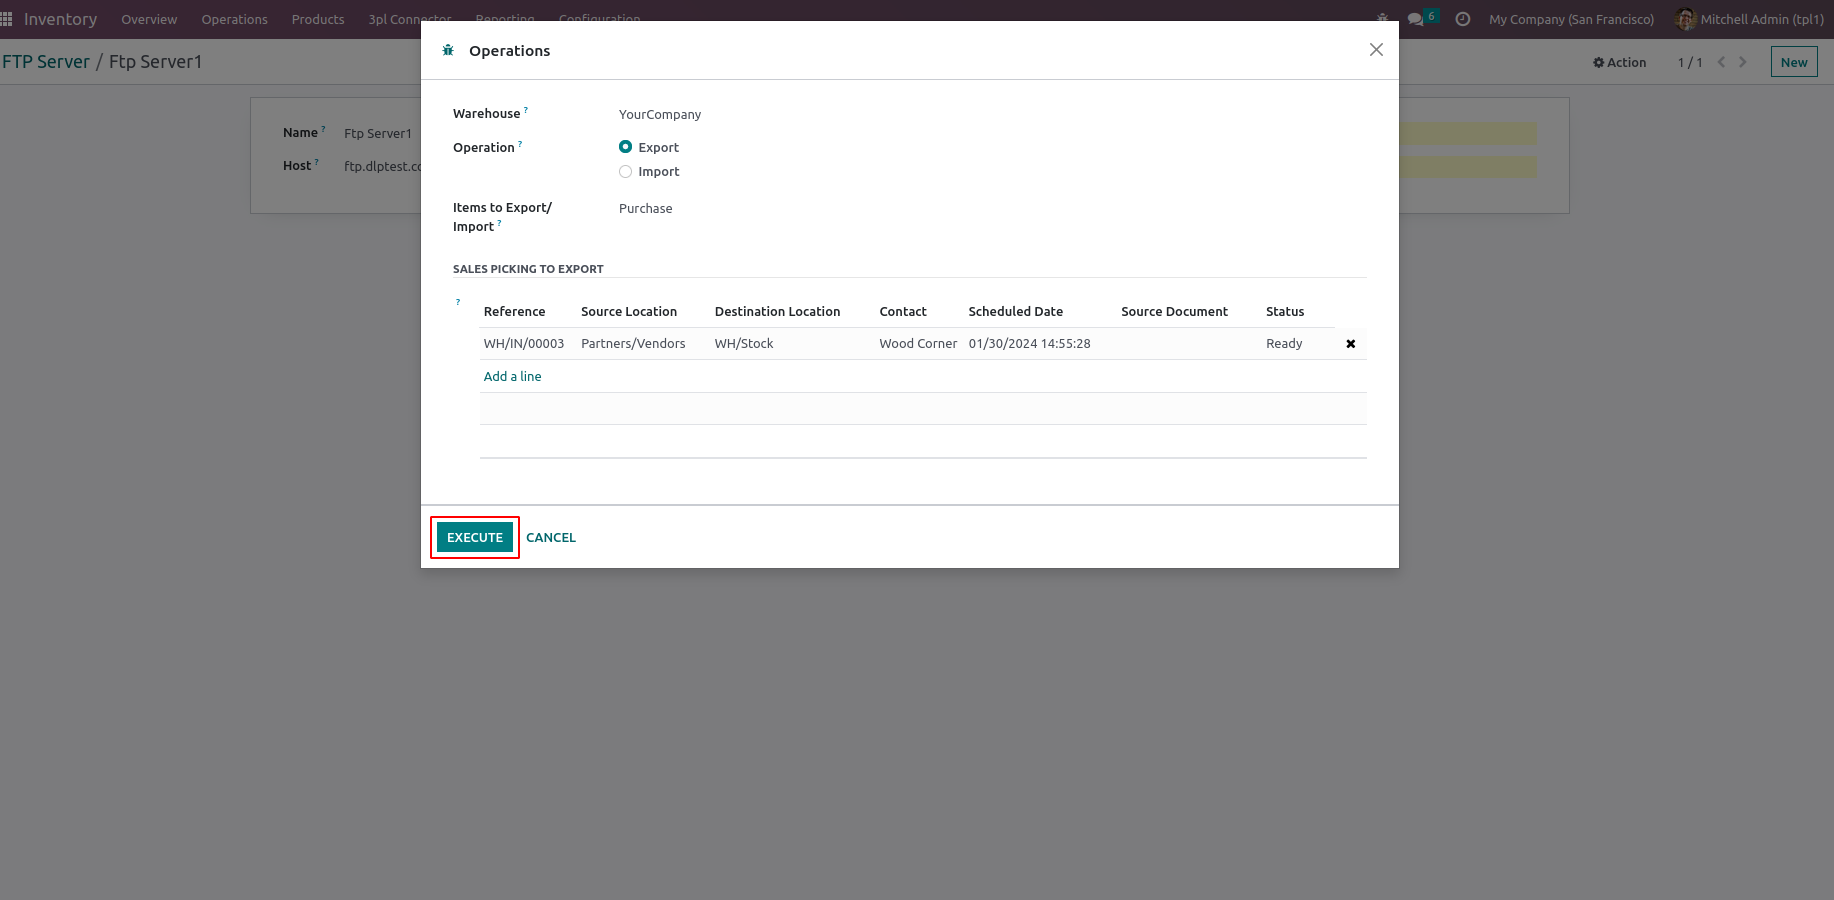 Inventory Overview Operations Products 3pl Connector Reporting Configuration 6 My Company (San Francisco) Mitchell Admin (tpl1)
FTP Server / Ftp Server1 Action 1 / 1 New
Name ? Ftp Server1
Host ? ftp.dlptest.co
Operations
Warehouse ? YourCompany
Operation ? Export
Import
Items to Export/
Import ? Purchase
SALES PICKING TO EXPORT
?
Reference Source Location Destination Location Contact Scheduled Date Source Document Status
WH/IN/00003 Partners/Vendors WH/Stock Wood Corner 01/30/2024 14:55:28 Ready
Add a line
EXECUTE CANCEL